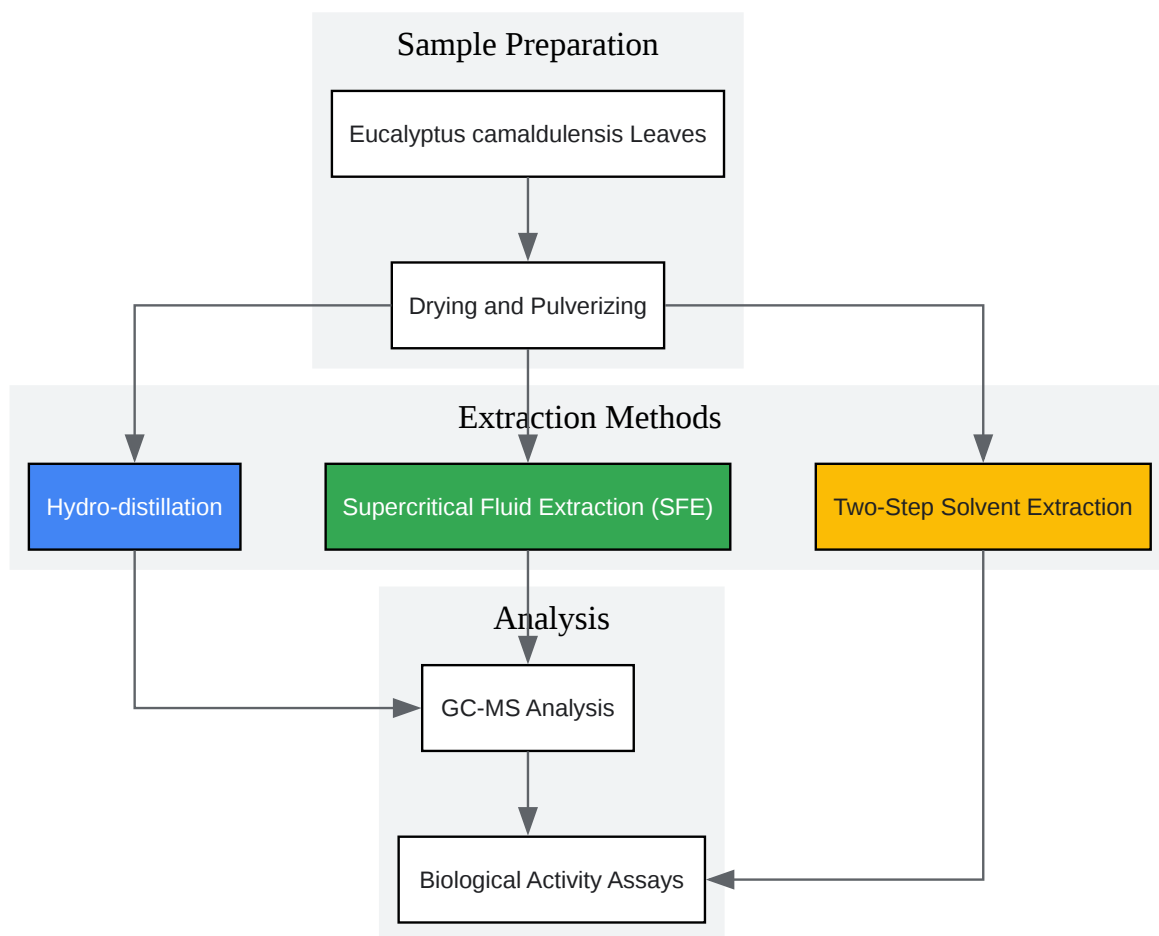 Sample Preparation
Eucalyptus camaldulensis Leaves
Drying and Pulverizing
Extraction Methods
Hydro-distillation
Supercritical Fluid Extraction (SFE)
Two-Step Solvent Extraction
Analysis
GC-MS Analysis
Biological Activity Assays